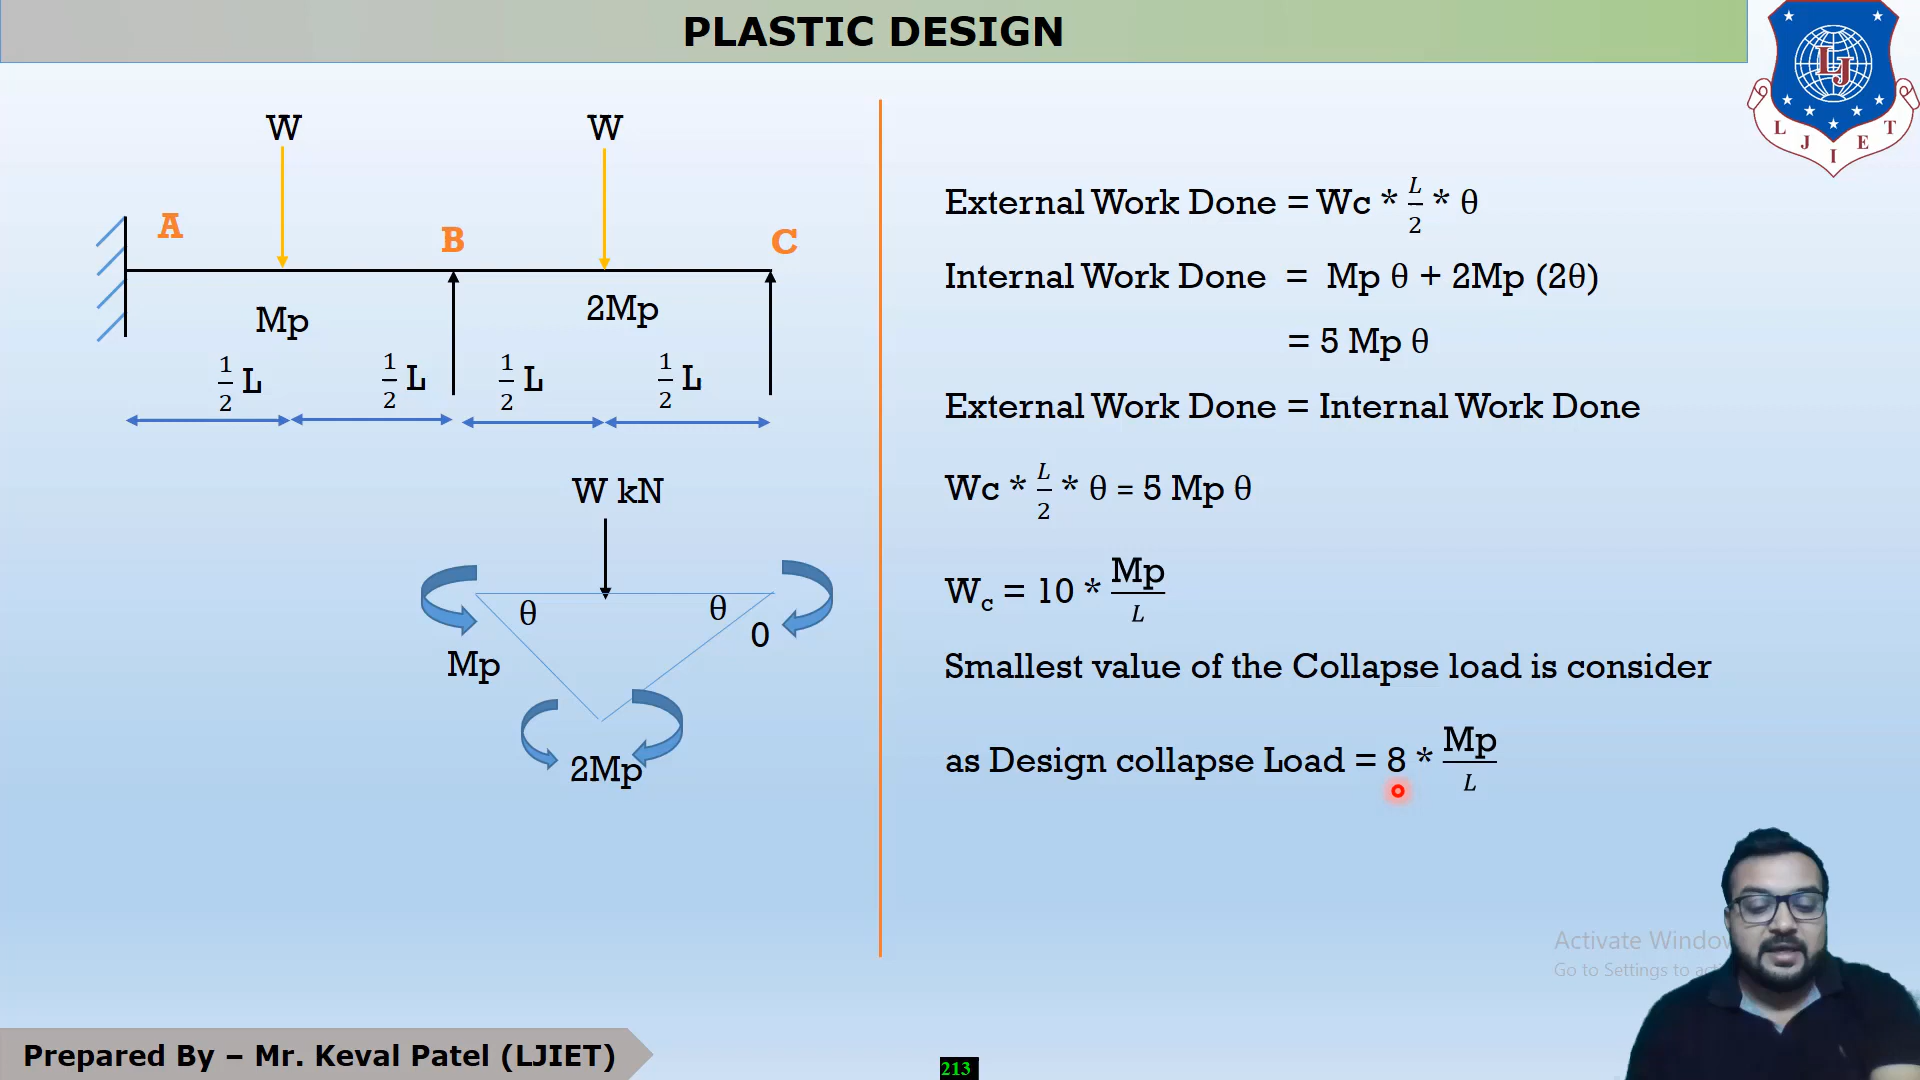 PLASTIC DESIGN
LJ
L J I E T
W W
A B C
Mp 2Mp
1/2 L 1/2 L 1/2 L 1/2 L
W kN
θ θ
0
Mp
2Mp
External Work Done = Wc * L/2 * θ
Internal Work Done = Mp θ + 2Mp (2θ)
= 5 Mp θ
External Work Done = Internal Work Done
Wc * L/2 * θ = 5 Mp θ
Wc = 10 * Mp/L
Smallest value of the Collapse load is consider
as Design collapse Load = 8 * Mp/L
Activate Window
Go to Settings to
Prepared By – Mr. Keval Patel (LJIET)
213